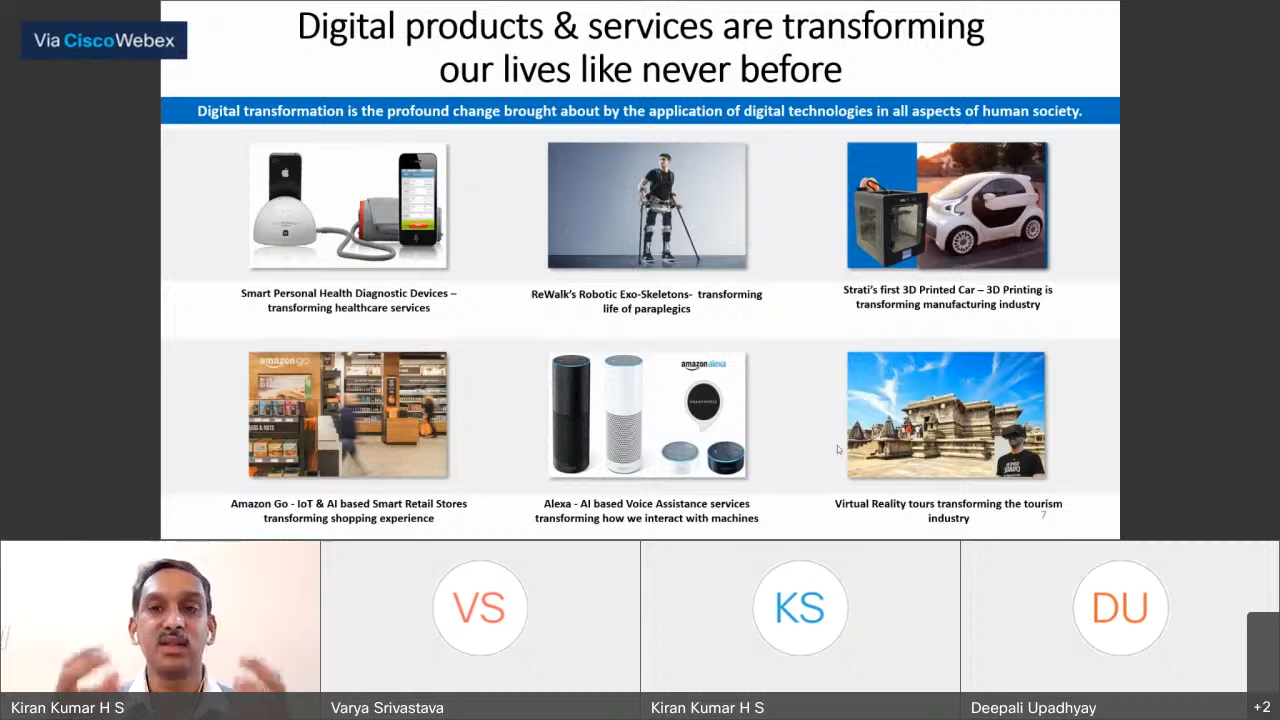 Via Cisco Webex
Digital products & services are transforming
our lives like never before
Digital transformation is the profound change brought about by the application of digital technologies in all aspects of human society.
Smart Personal Health Diagnostic Devices –
transforming healthcare services
ReWalk's Robotic Exo-Skeletons- transforming
life of paraplegics
Strati's first 3D Printed Car – 3D Printing is
transforming manufacturing industry
amazon go
amazon alexa
Amazon Go - IoT & AI based Smart Retail Stores
transforming shopping experience
Alexa - AI based Voice Assistance services
transforming how we interact with machines
Virtual Reality tours transforming the tourism
industry
7
VS
KS
DU
Kiran Kumar H S
Varya Srivastava
Kiran Kumar H S
Deepali Upadhyay
+2